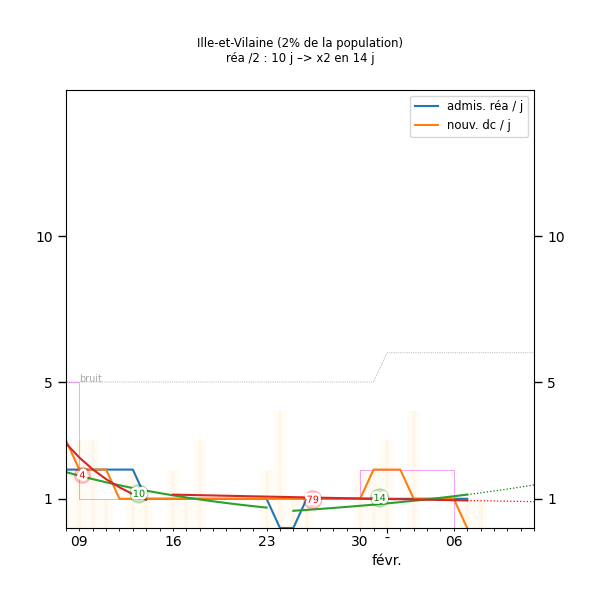 Ille-et-Vilaine (2% de la population)
réa /2 : 10 j –> x2 en 14 j
admis. réa / j
nouv. dc / j
10
10
bruit
5
5
4
10
79
14
1
1
09
16
23
30
06
févr.